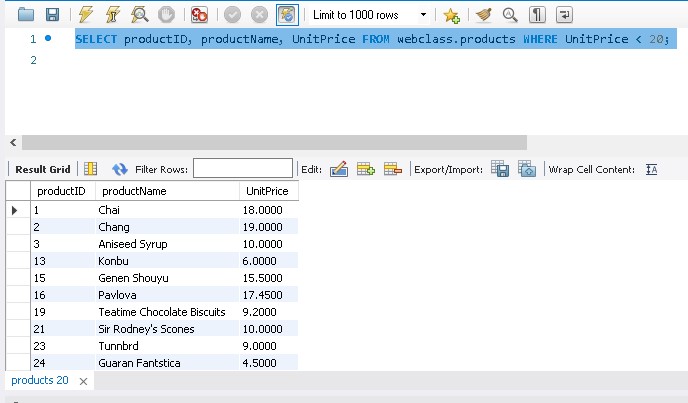 Limit to 1000 rows
1 SELECT productID, productName, UnitPrice FROM webclass.products WHERE UnitPrice < 20;
2
Result Grid Filter Rows: Edit: Export/Import: Wrap Cell Content:
productID productName UnitPrice
1 Chai 18.0000
2 Chang 19.0000
3 Aniseed Syrup 10.0000
13 Konbu 6.0000
15 Genen Shouyu 15.5000
16 Pavlova 17.4500
19 Teatime Chocolate Biscuits 9.2000
21 Sir Rodney's Scones 10.0000
23 Tunnbrd 9.0000
24 Guaran Fantstica 4.5000
products 20